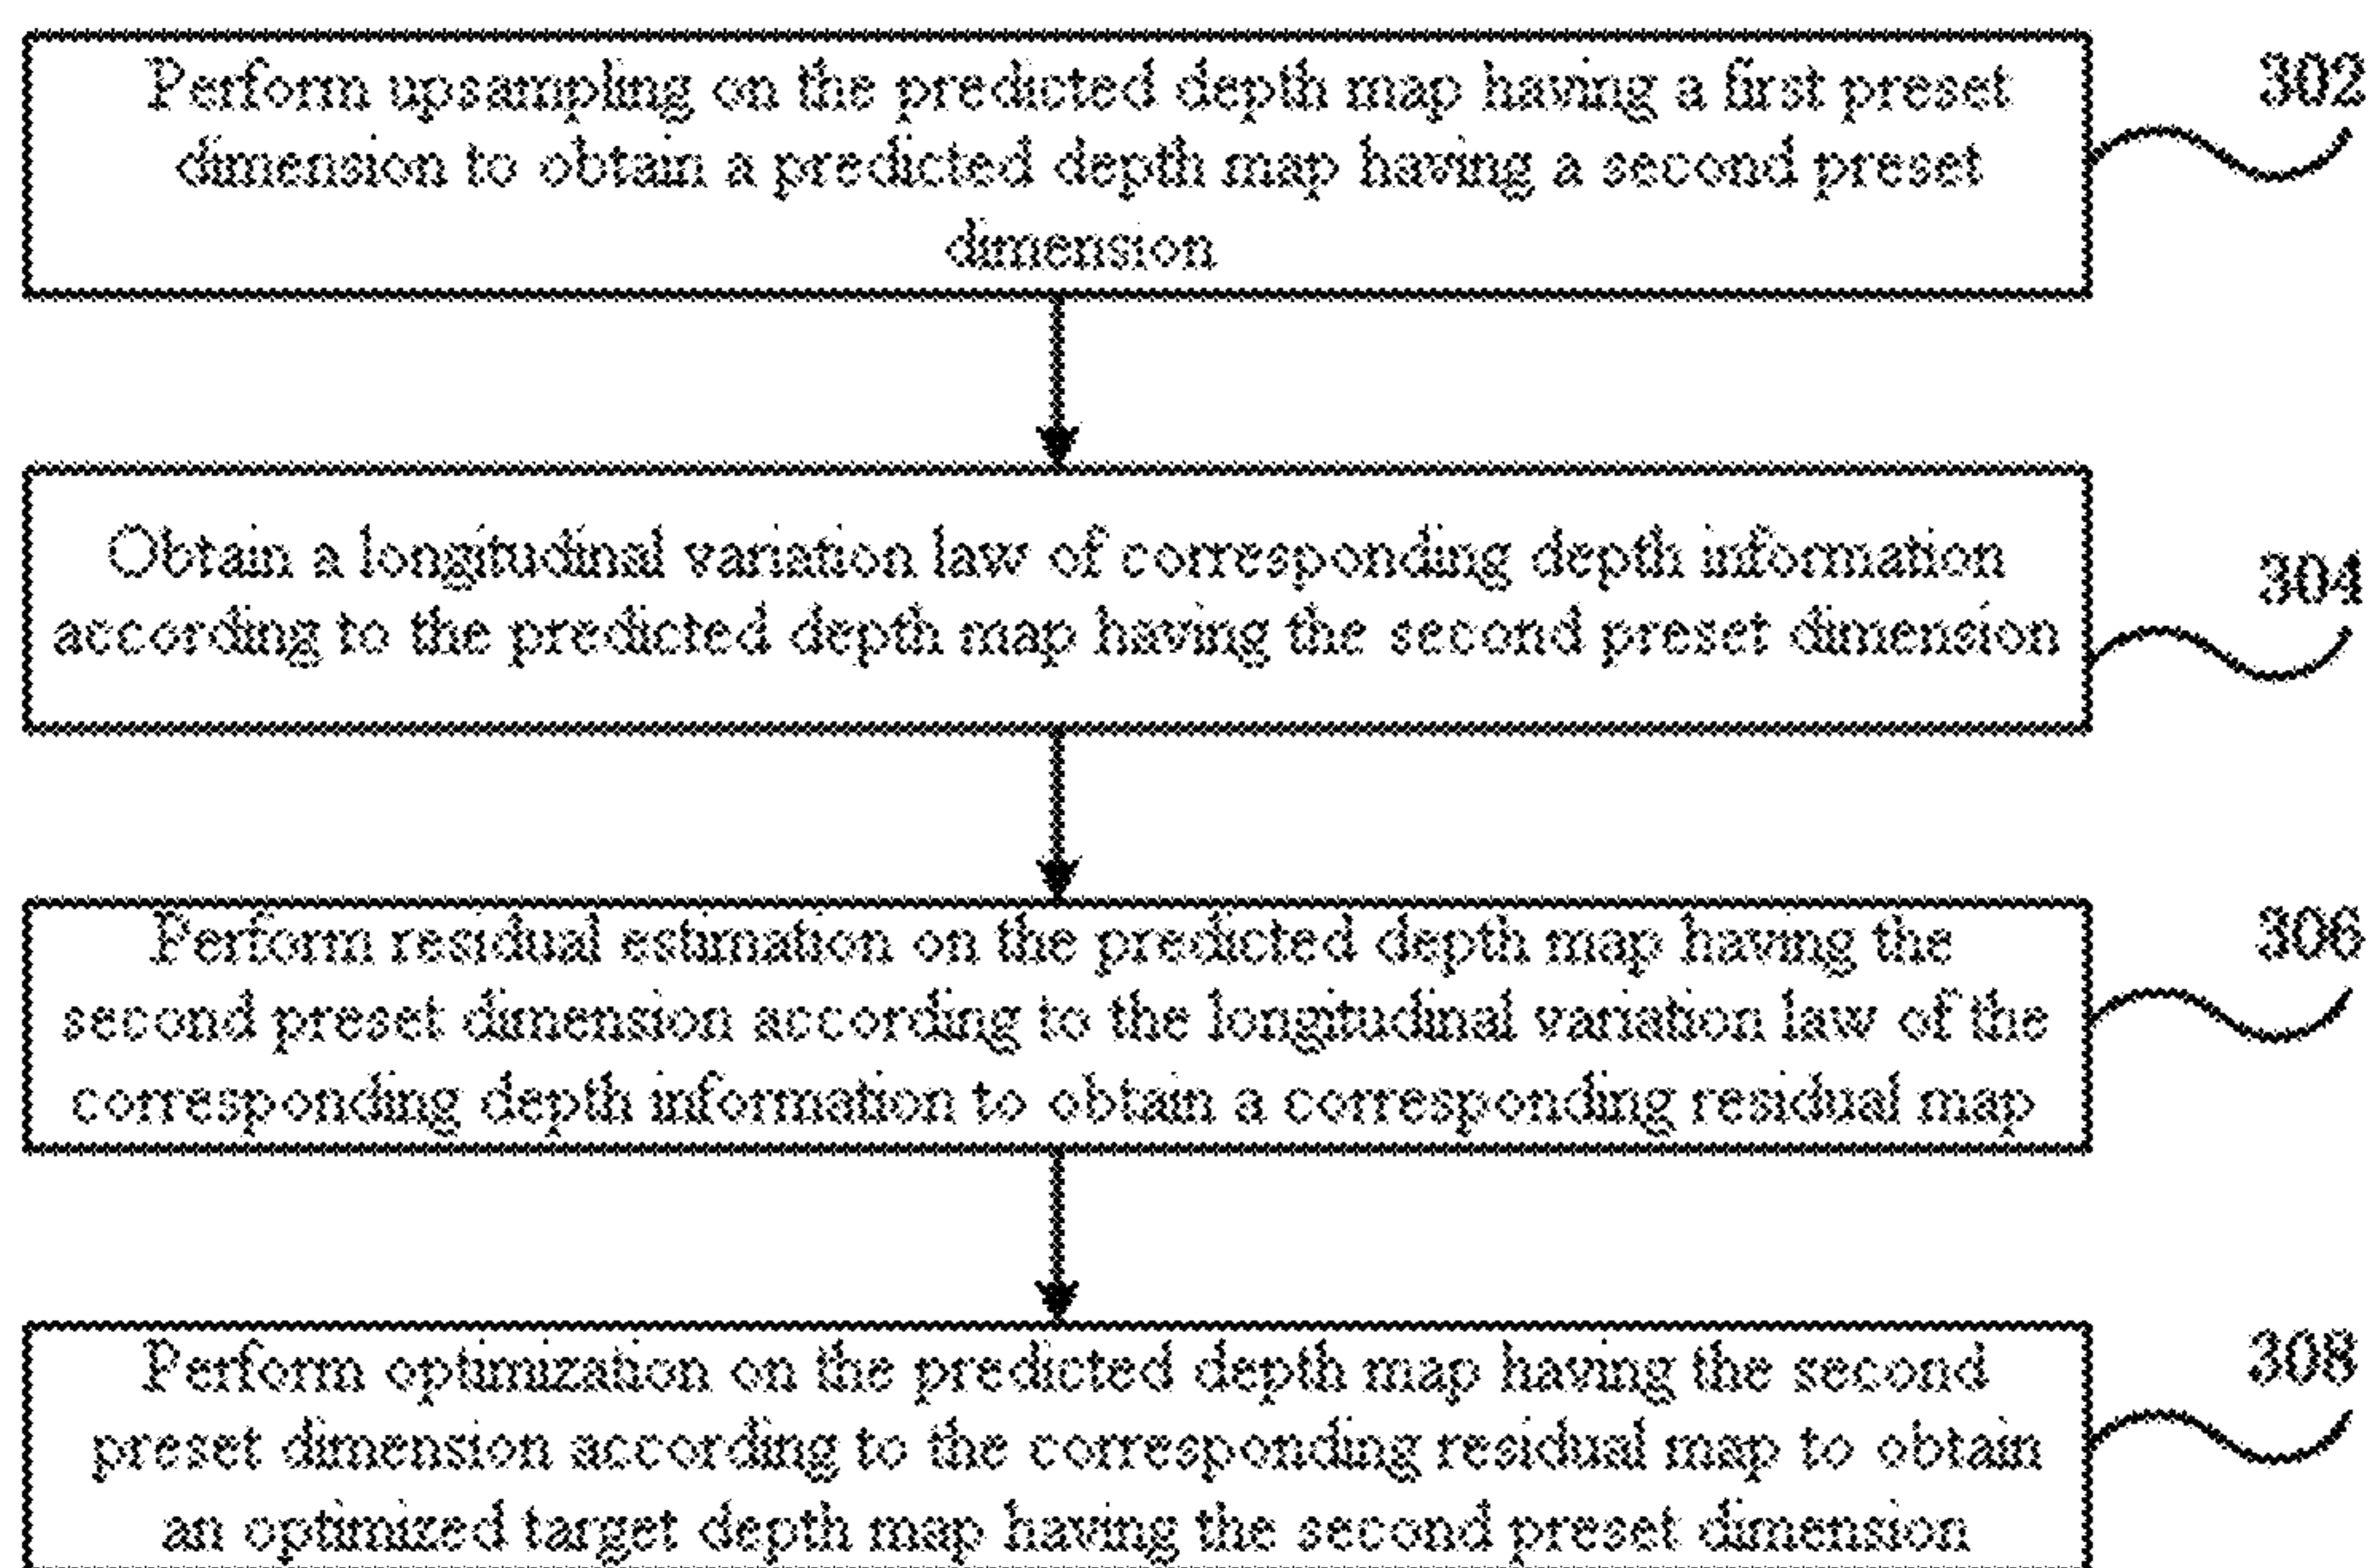 Perform upsampling on the predicted depth map having a first preset
dimension to obtain a predicted depth map having a second preset
dimension
302
Obtain a longitudinal variation law of corresponding depth information
according to the predicted depth map having the second preset dimension
304
Perform residual estimation on the predicted depth map having the
second preset dimension according to the longitudinal variation law of the
corresponding depth information to obtain a corresponding residual map
306
Perform optimization on the predicted depth map having the second
preset dimension according to the corresponding residual map to obtain
an optimized target depth map having the second preset dimension
308